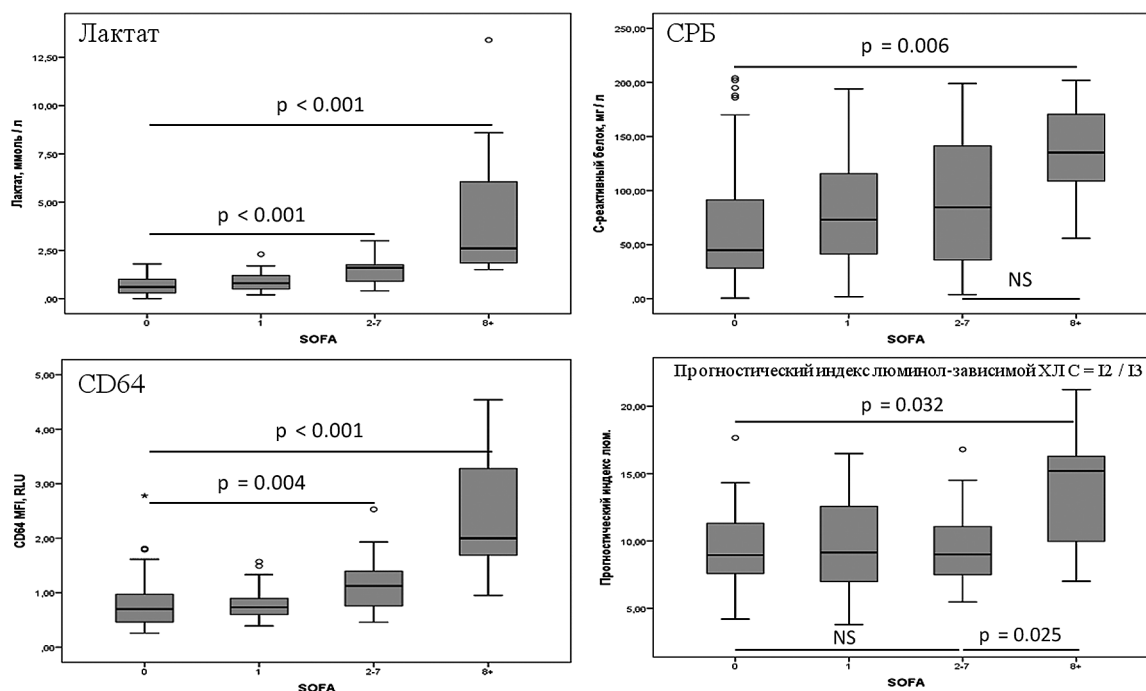 Лактат
Лактат, ммоль / л
12,50
10,00
7,50
5,00
2,50
,00
p < 0.001
p < 0.001
0
1
2-7
8+
SOFA
СРБ
С-реактивный белок, мг / л
250,00
200,00
150,00
100,00
50,00
,00
p = 0.006
NS
0
1
2-7
8+
SOFA
CD64
CD64 MFI, RLU
5,00
4,00
3,00
2,00
1,00
,00
p < 0.001
p = 0.004
0
1
2-7
8+
SOFA
Прогностический индекс люминол-зависимой ХЛ C = I2 / I3
Прогностический индекс люм.
20,00
15,00
10,00
5,00
p = 0.032
NS
p = 0.025
0
1
2-7
8+
SOFA